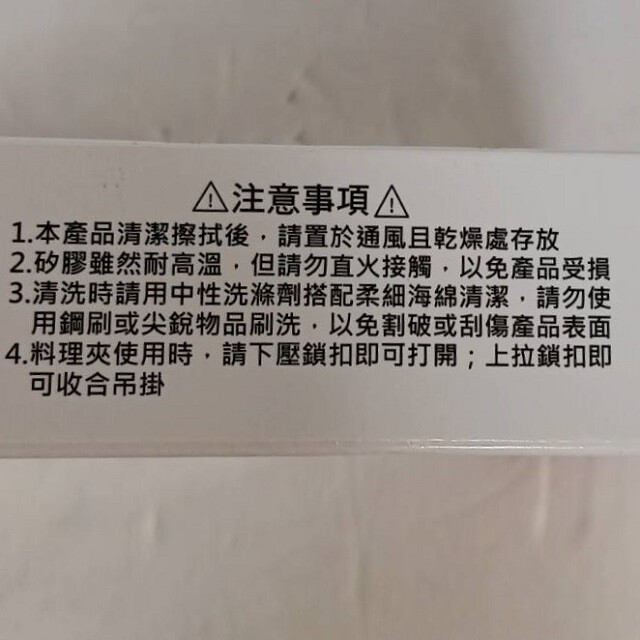 ⚠注意事項⚠
1.本產品清潔擦拭後，請置於通風且乾燥處存放
2.矽膠雖然耐高溫，但請勿直火接觸，以免產品受損
3.清洗時請用中性洗滌劑搭配柔細海綿清潔，請勿使
用鋼刷或尖銳物品刷洗，以免割破或刮傷產品表面
4.料理夾使用時，請下壓鎖扣即可打開；上拉鎖扣即
可收合吊掛